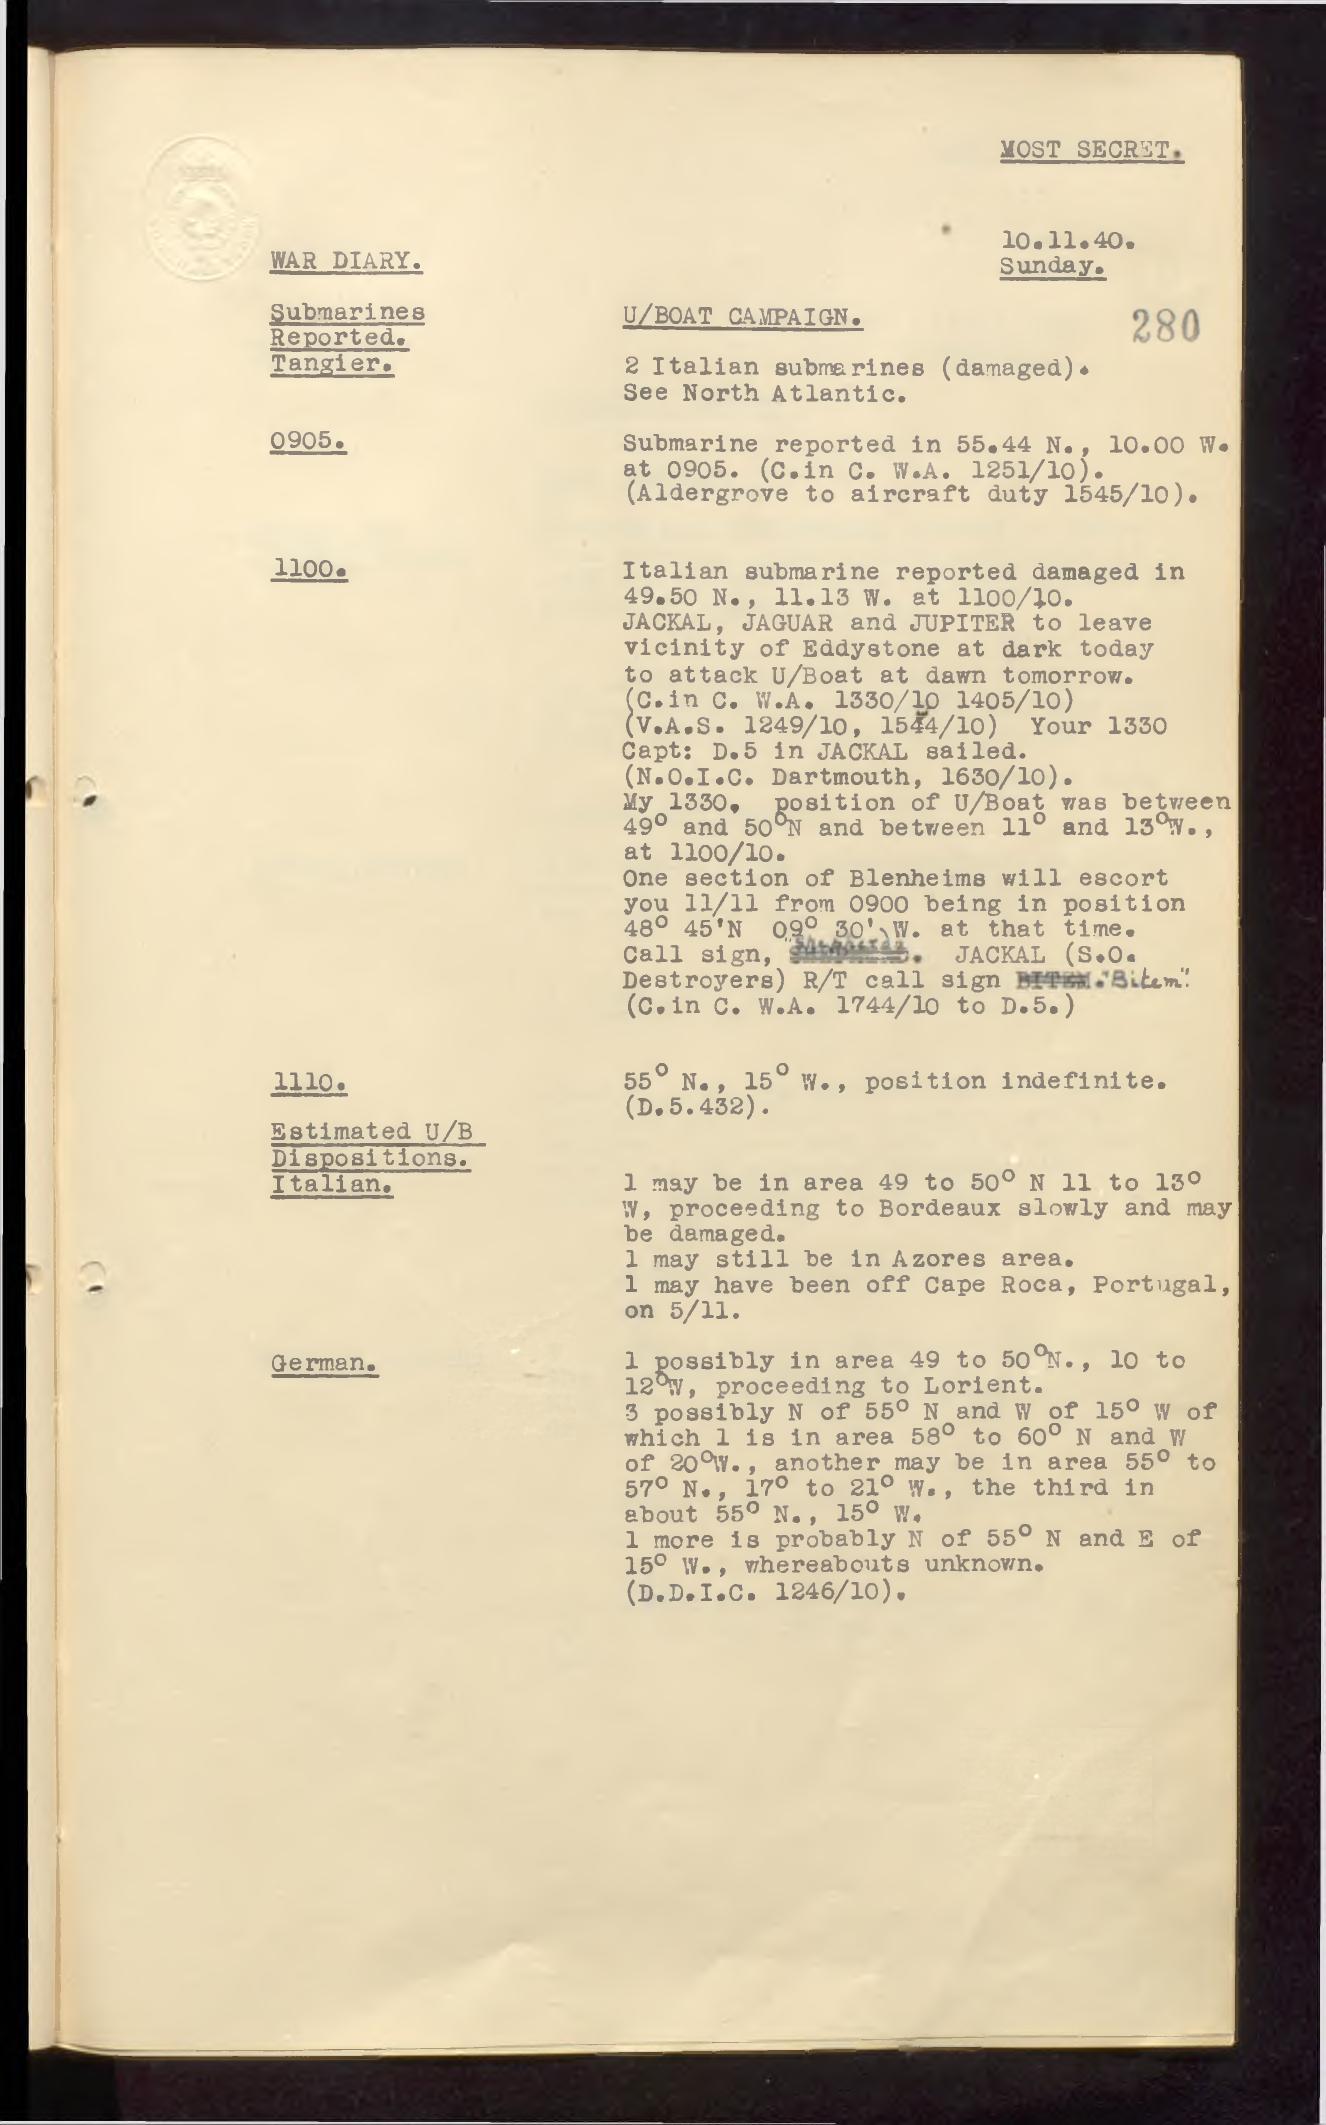 MOST SECRET.
10.11.40.
Sunday.
WAR DIARY.
280
Submarines
Reported.
Tangier.
U/BOAT CAMPAIGN.
2 Italian submarines (damaged).
See North Atlantic.
0905.
Submarine reported in 55.44 N., 10.00 W.
at 0905. (C.in C. W.A. 1251/10).
(Aldergrove to aircraft duty 1545/10).
1100.
Italian submarine reported damaged in
49.50 N., 11.13 W. at 1100/10.
JACKAL, JAGUAR and JUPITER to leave
vicinity of Eddystone at dark today
to attack U/Boat at dawn tomorrow.
(C.in C. W.A. 1330/10 1405/10)
(V.A.S. 1249/10, 1544/10) Your 1330
Capt: D.5 in JACKAL sailed.
(N.O.I.C. Dartmouth, 1630/10).
My 1330, position of U/Boat was between
49° and 50°N and between 11° and 13°W.,
at 1100/10.
One section of Blenheims will escort
you 11/11 from 0900 being in position
48° 45'N 09° 30' W. at that time.
Call sign, JACKAL (S.O.
Destroyers) R/T call sign BITEM. "Bitem".
(C.in C. W.A. 1744/10 to D.5.)
1110.
55° N., 15° W., position indefinite.
(D.5.432).
Estimated U/B
Dispositions.
Italian.
1 may be in area 49 to 50° N 11 to 13°
W, proceeding to Bordeaux slowly and may
be damaged.
1 may still be in Azores area.
1 may have been off Cape Roca, Portugal,
on 5/11.
German.
1 possibly in area 49 to 50°N., 10 to
12°W, proceeding to Lorient.
3 possibly N of 55° N and W of 15° W of
which 1 is in area 58° to 60° N and W
of 20°W., another may be in area 55° to
57° N., 17° to 21° W., the third in
about 55° N., 15° W.
1 more is probably N of 55° N and E of
15° W., whereabouts unknown.
(D.D.I.C. 1246/10).